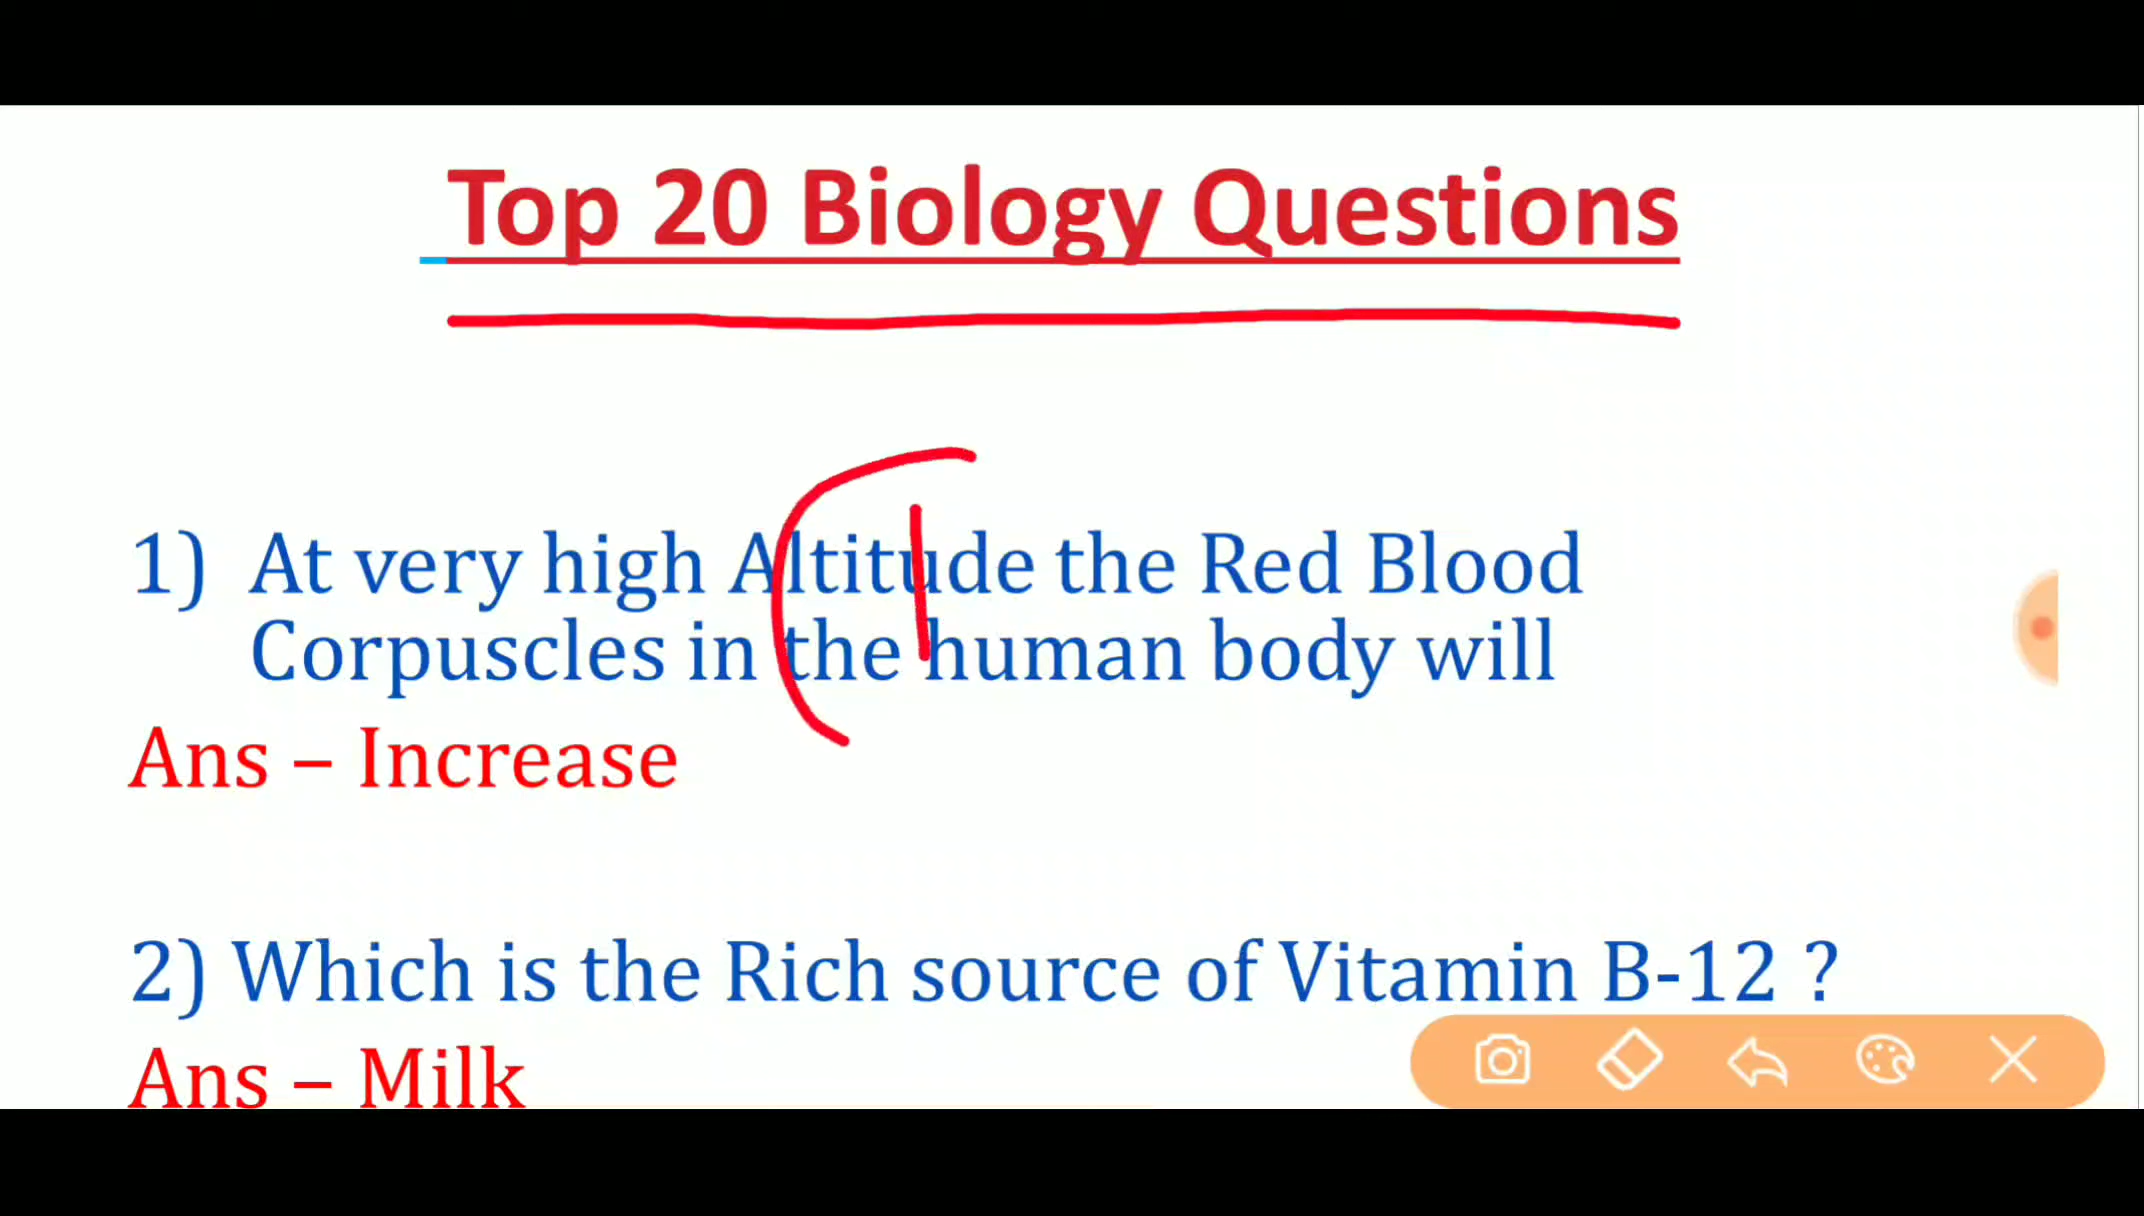 Top 20 Biology Questions
1) At very high Altitude the Red Blood
Corpuscles in the human body will
Ans – Increase
2) Which is the Rich source of Vitamin B-12 ?
Ans – Milk